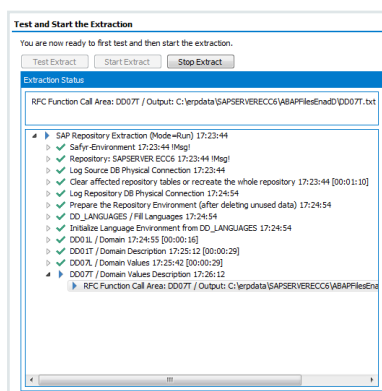 Test and Start the Extraction
You are now ready to first test and then start the extraction.
Test Extract Start Extract Stop Extract
Extraction Status
RFC Function Call Area: DD07T / Output: C:\erpdata\SAPSERVERECC6\ABAPFilesEnadD\DD07T.txt
SAP Repository Extraction (Mode=Run) 17:23:44
Safyr-Environment 17:23:44 !Msg!
Repository: SAPSERVER ECC6 17:23:44 !Msg!
Log Source DB Physical Connection 17:23:44
Clear affected repository tables or recreate the whole repository 17:23:44 [00:01:10]
Log Repository DB Physical Connection 17:24:54
Prepare the Repository Environment (after deleting unused data) 17:24:54
DD_LANGUAGES / Fill Languages 17:24:54
Initialize Language Environment from DD_LANGUAGES 17:24:54
DD01L / Domain 17:24:55 [00:00:16]
DD01T / Domain Description 17:25:12 [00:00:29]
DD07L / Domain Values 17:25:42 [00:00:29]
DD07T / Domain Values Description 17:26:12
RFC Function Call Area: DD07T / Output: C:\erpdata\SAPSERVERECC6\ABAPFilesEna